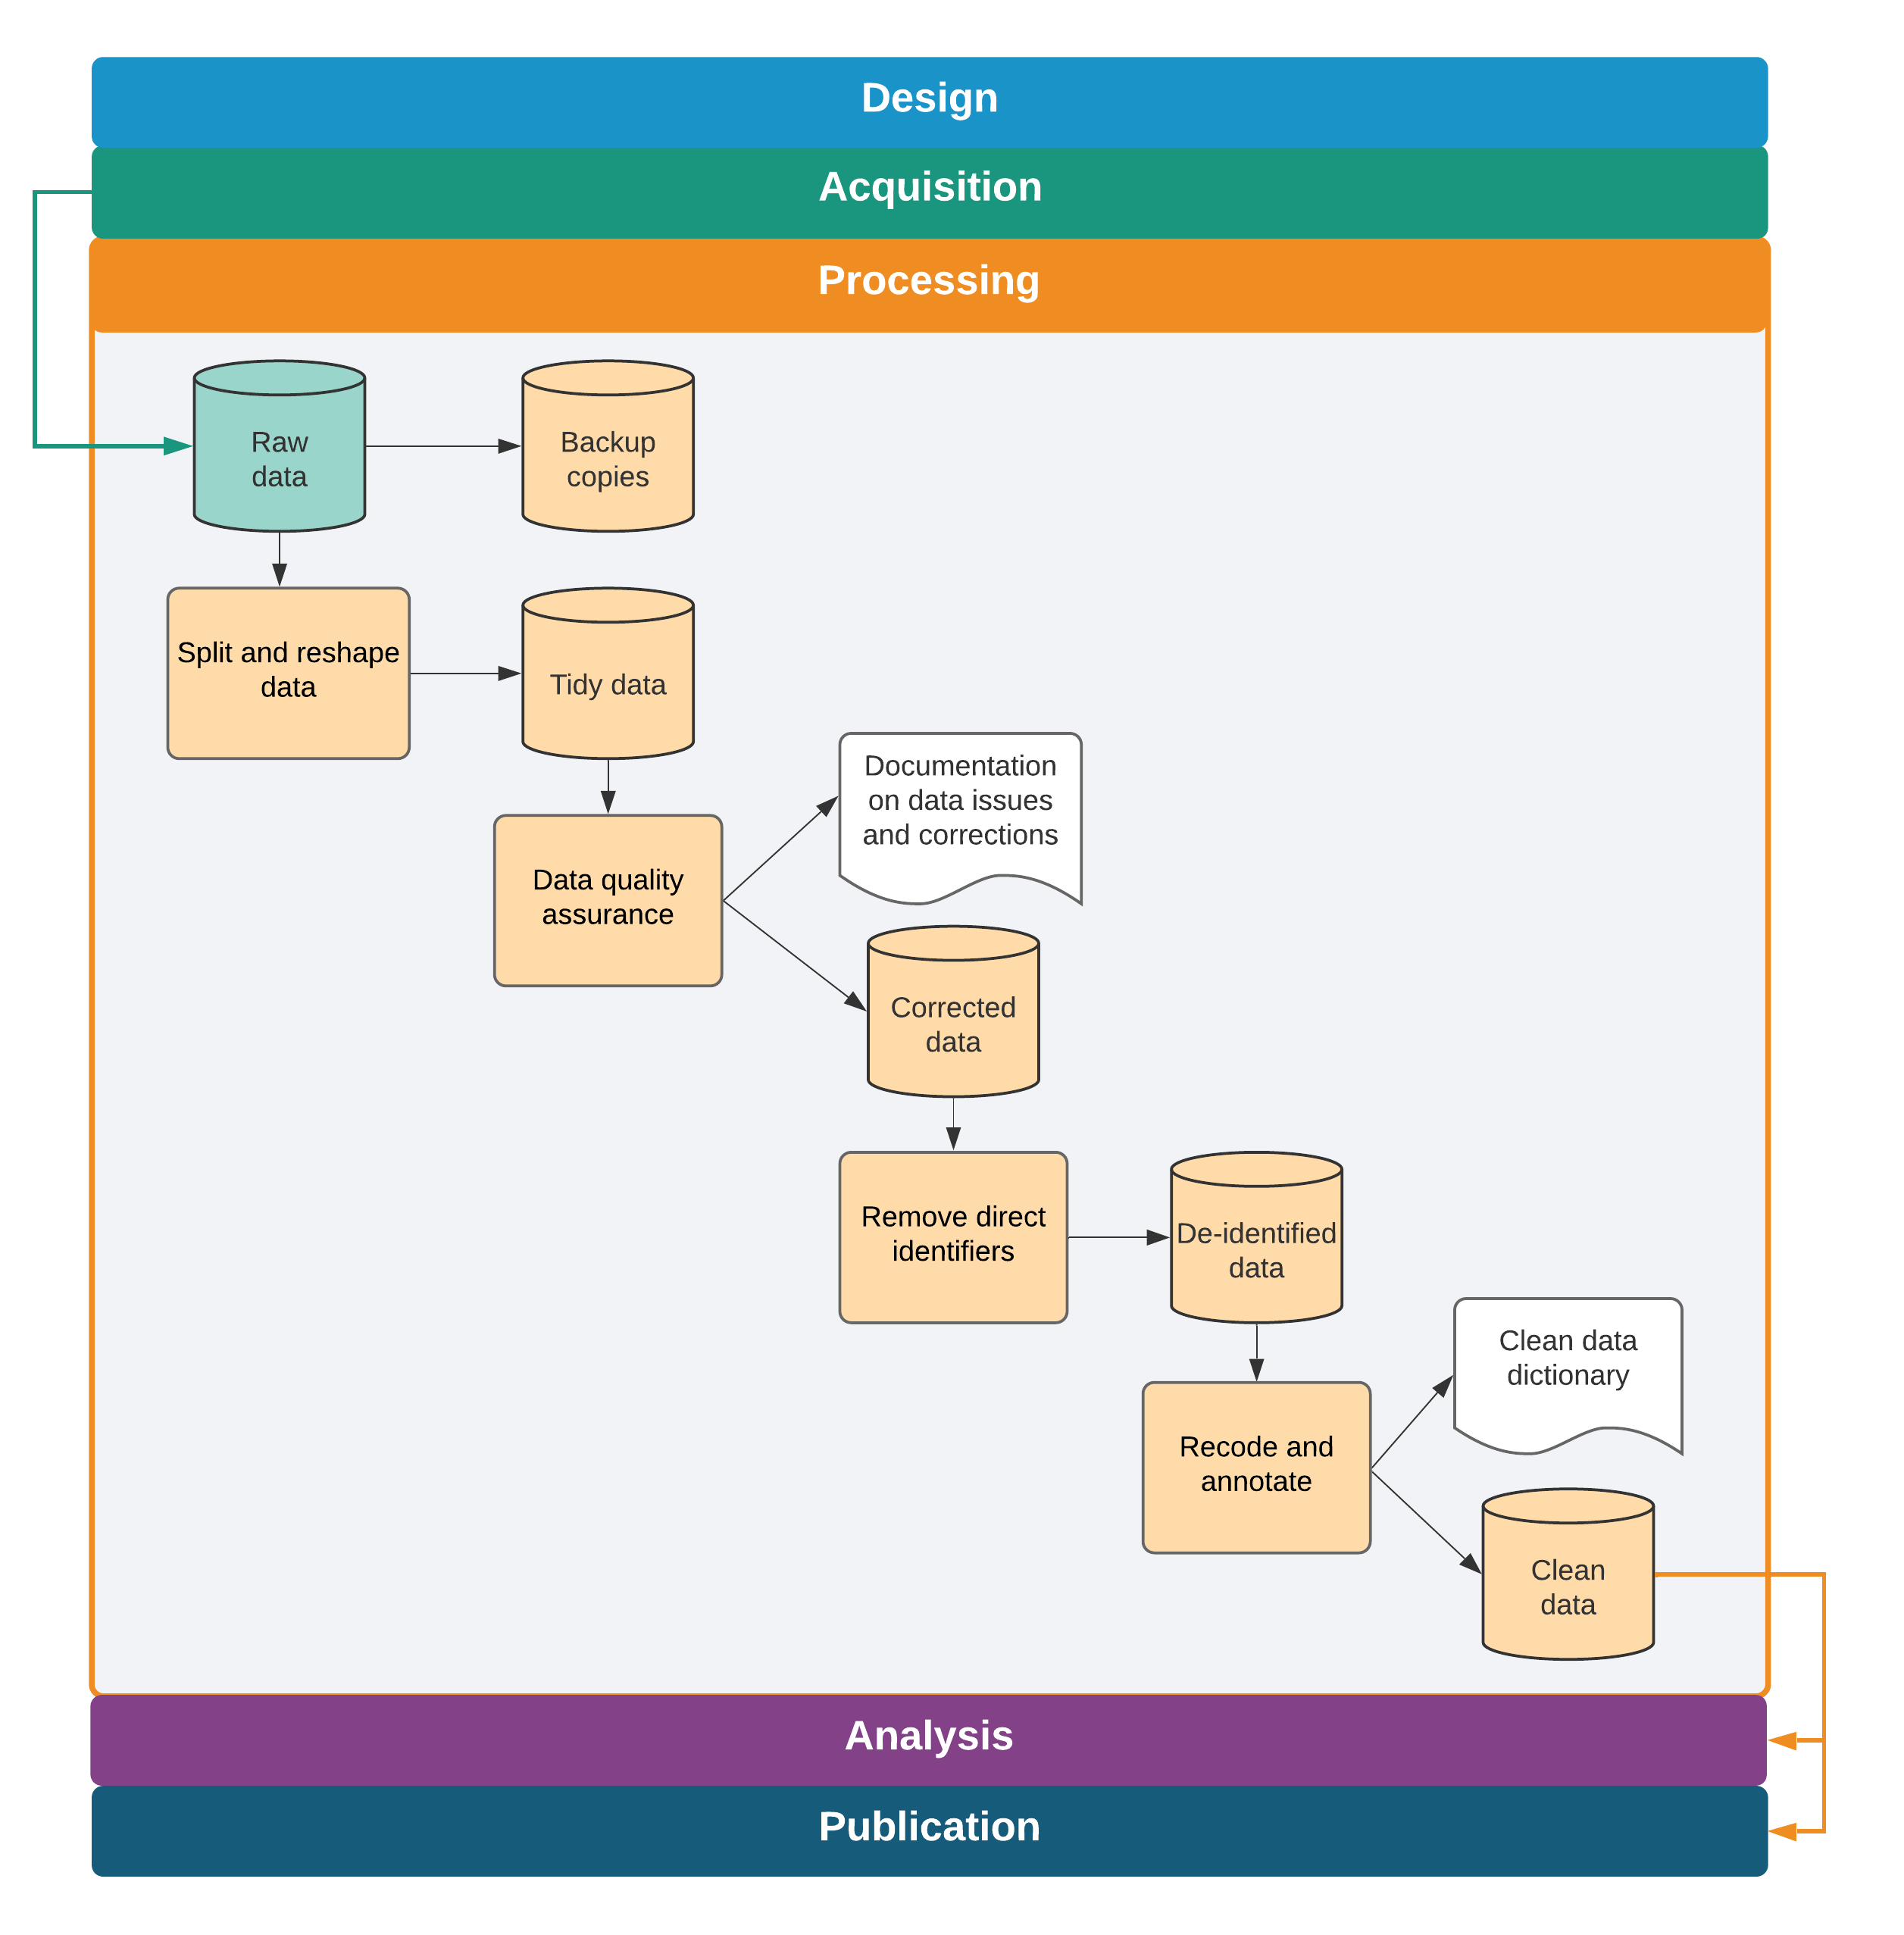 Design
Acquisition
Processing
Raw
data
Backup
copies
Split and reshape
data
Tidy data
Documentation
on data issues
and corrections
Data quality
assurance
Corrected
data
Remove direct
identifiers
De-identified
data
Clean data
dictionary
Recode and
annotate
Clean
data
Analysis
Publication